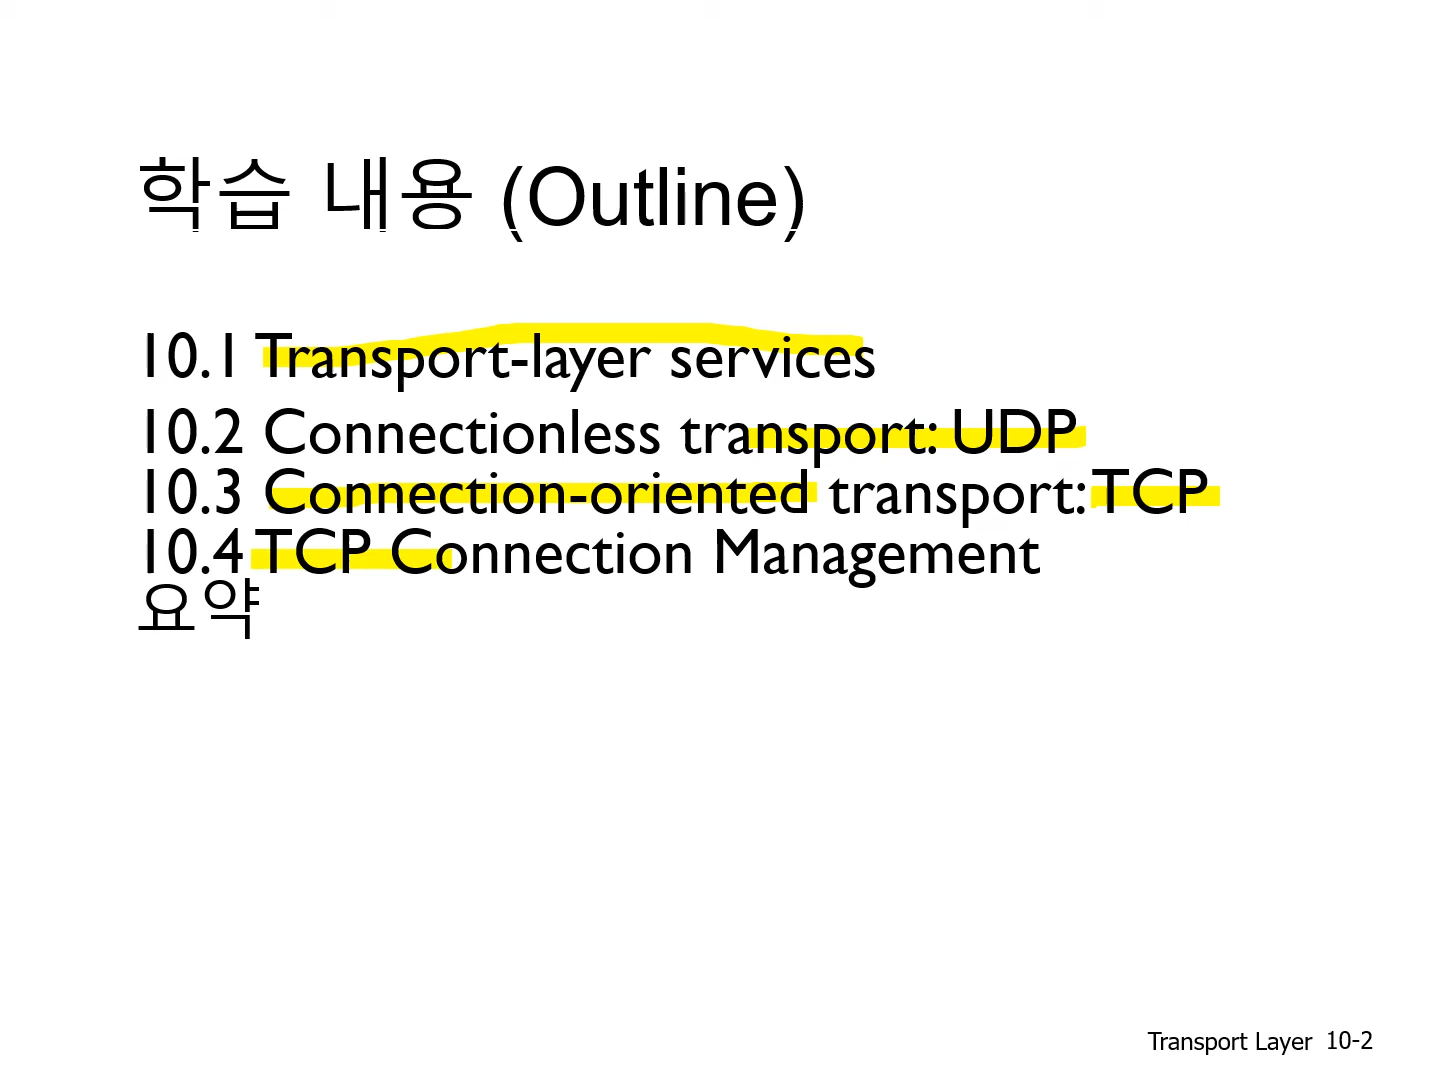 학습 내용 (Outline)
10.1 Transport-layer services
10.2 Connectionless transport: UDP
10.3 Connection-oriented transport: TCP
10.4 TCP Connection Management
요약
Transport Layer 10-2